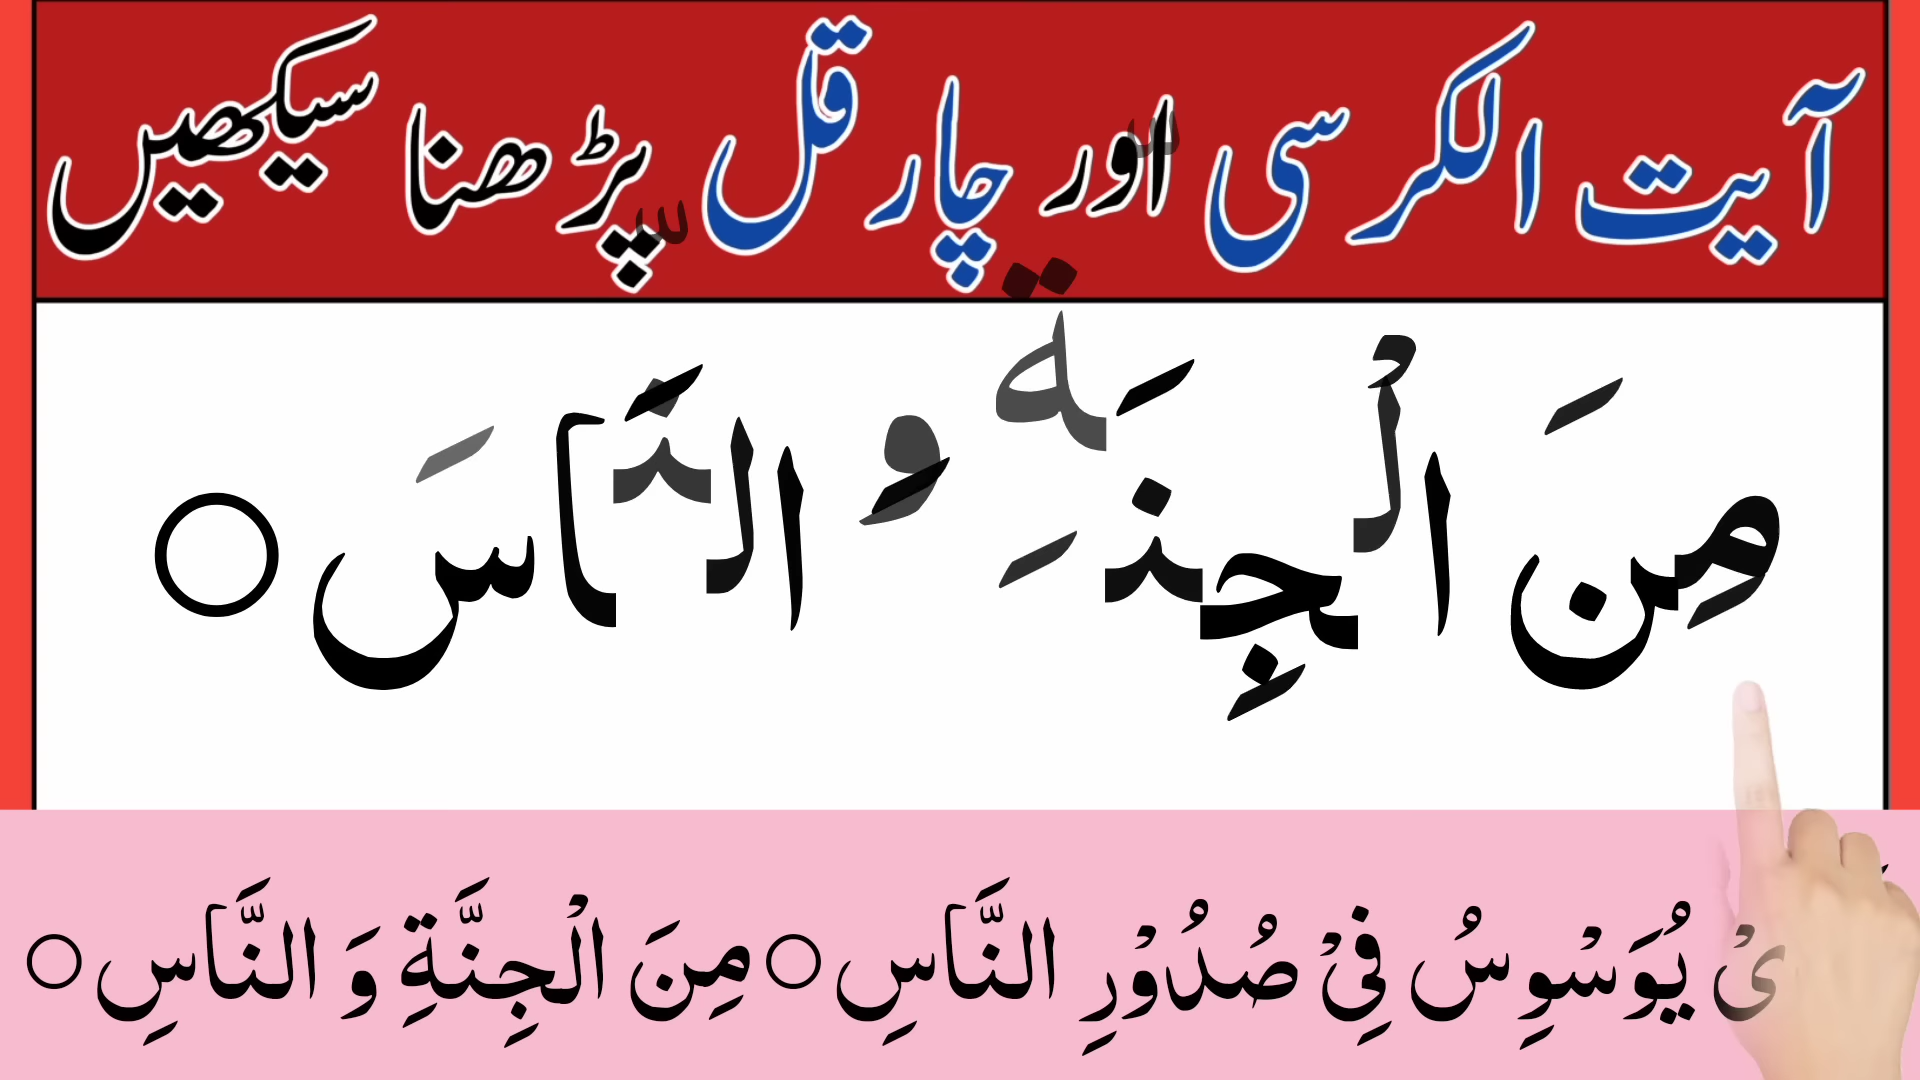 آیت الکرسی اور چار قل پڑھنا سیکھیں
مِنَ الْجِنَّةِ وَ النَّاسَ○
یْ یُوَسْوِسُ فِیْ صُدُوْرِ النَّاسِ○مِنَ الْجِنَّةِ وَ النَّاسِ○